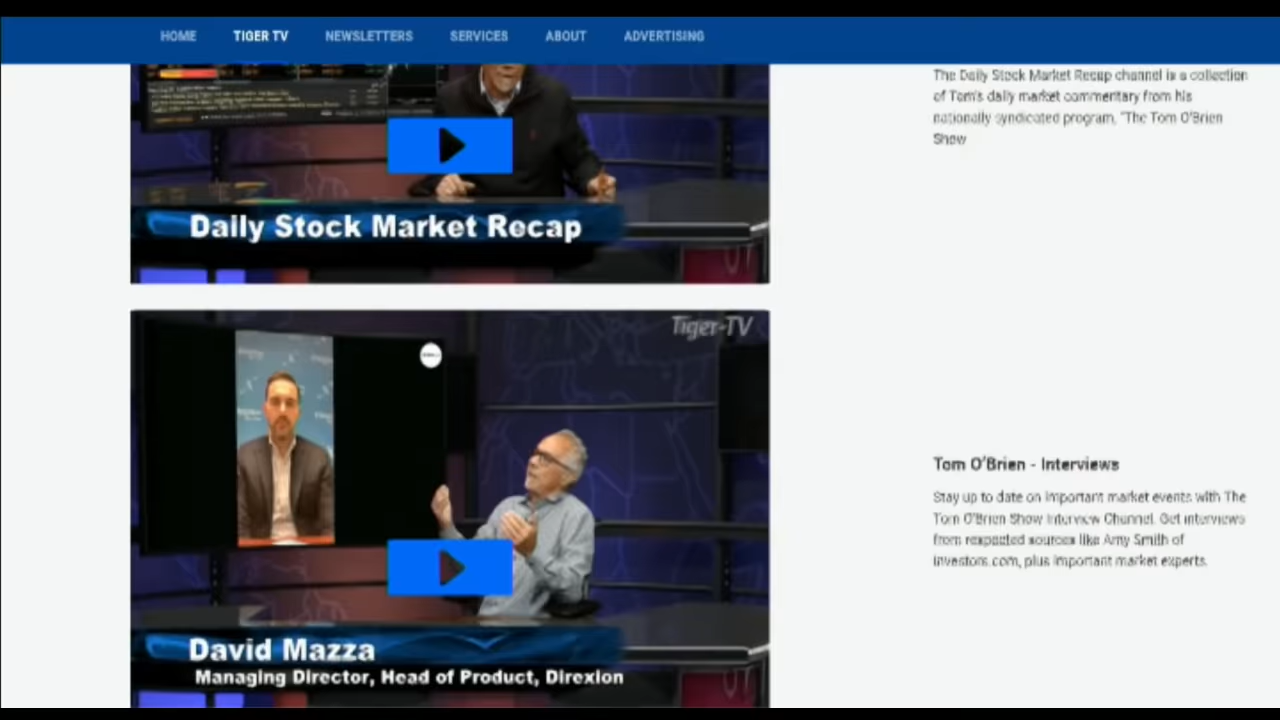 HOME TIGER TV NEWSLETTERS SERVICES ABOUT ADVERTISING
The Daily Stock Market Recap channel is a collection
of Tom's daily market commentary from his
nationally syndicated program, "The Tom O'Brien
Show
Daily Stock Market Recap
Tiger-TV
Tom O'Brien - Interviews
Stay up to date on important market events with The
Tom O'Brien Show Interview Channel. Get interviews
from respected sources like Amy Smith of
Investors.com, plus important market experts.
David Mazza
Managing Director, Head of Product, Direxion